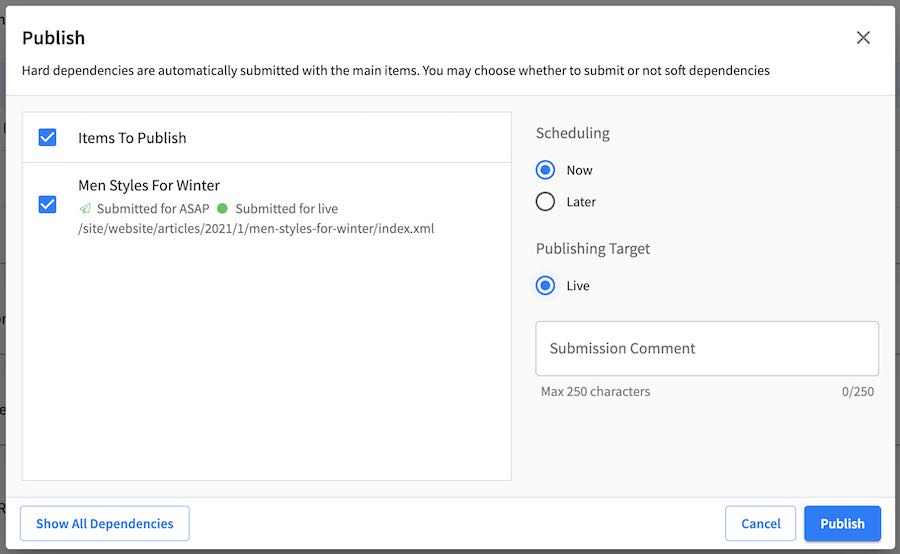 Publish
Hard dependencies are automatically submitted with the main items. You may choose whether to submit or not soft dependencies
Items To Publish
Men Styles For Winter
Submitted for ASAP Submitted for live
/site/website/articles/2021/1/men-styles-for-winter/index.xml
Scheduling
Now
Later
Publishing Target
Live
Submission Comment
Max 250 characters 0/250
Show All Dependencies
Cancel
Publish